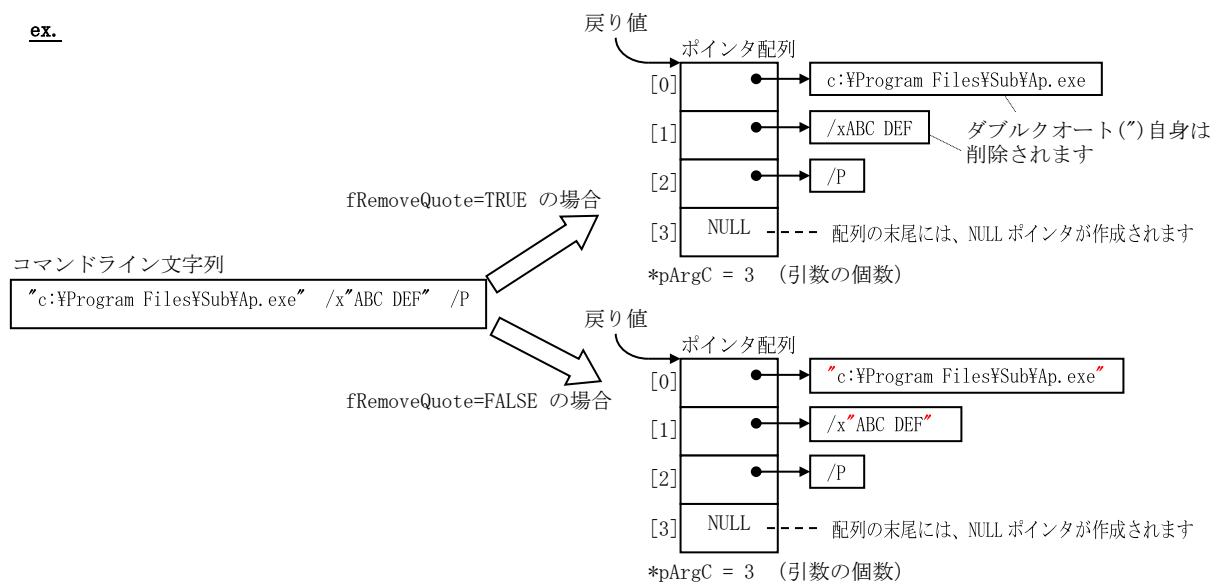 ex.
戻り値
ポインタ配列
[0]
c:¥Program Files¥Sub¥Ap.exe
[1]
/xABC DEF
ダブルクオート(″)自身は
削除されます
[2]
/P
fRemoveQuote=TRUE の場合
[3]
NULL
配列の末尾には、NULL ポインタが作成されます
*pArgC = 3 （引数の個数）
コマンドライン文字列
″c:¥Program Files¥Sub¥Ap.exe″ /x″ABC DEF″ /P
戻り値
ポインタ配列
[0]
″c:¥Program Files¥Sub¥Ap.exe″
fRemoveQuote=FALSE の場合
[1]
/x″ABC DEF″
[2]
/P
[3]
NULL
配列の末尾には、NULL ポインタが作成されます
*pArgC = 3 （引数の個数）